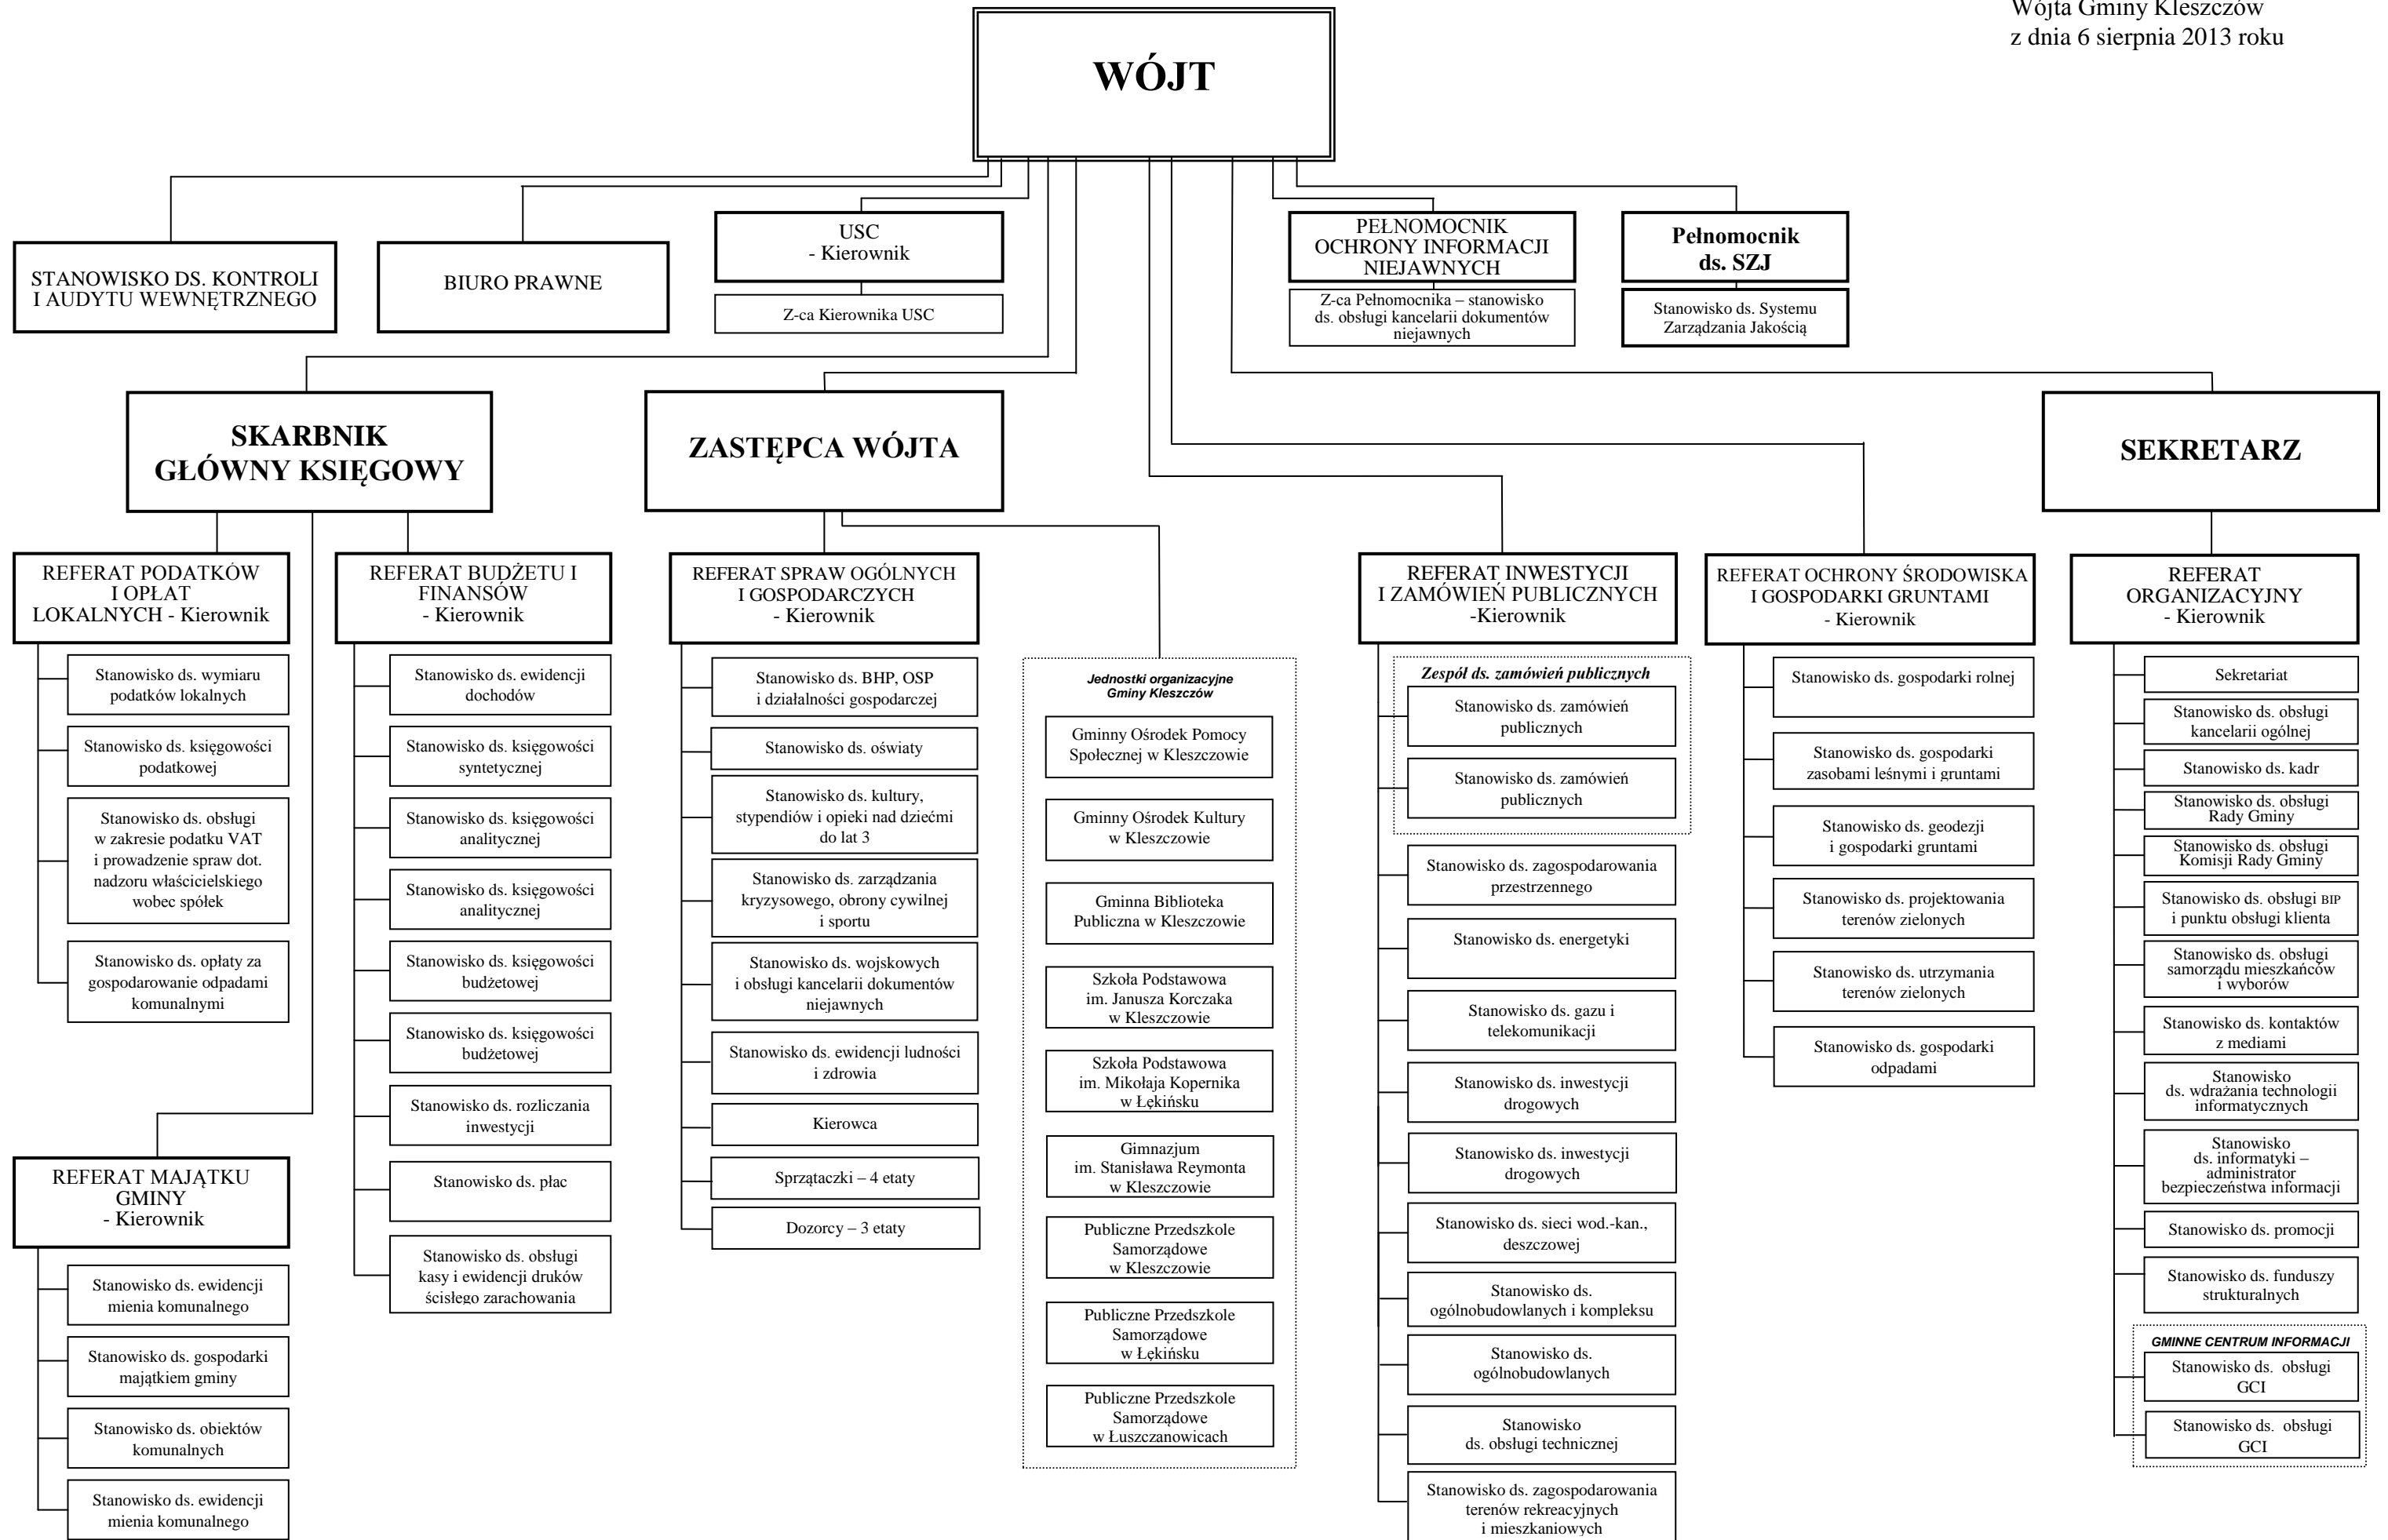 Wójta Gminy Kleszczów
z dnia 6 sierpnia 2013 roku
WÓJT
STANOWISKO DS. KONTROLI
I AUDYTU WEWNĘTRZNEGO
BIURO PRAWNE
USC
- Kierownik
Z-ca Kierownika USC
PEŁNOMOCNIK
OCHRONY INFORMACJI
NIEJAWNYCH
Z-ca Pełnomocnika – stanowisko
ds. obsługi kancelarii dokumentów
niejawnych
Pełnomocnik
ds. SZJ
Stanowisko ds. Systemu
Zarządzania Jakością
SKARBNIK
GŁÓWNY KSIĘGOWY
ZASTĘPCA WÓJTA
SEKRETARZ
REFERAT PODATKÓW
I OPŁAT
LOKALNYCH - Kierownik
Stanowisko ds. wymiaru
podatków lokalnych
Stanowisko ds. księgowości
podatkowej
Stanowisko ds. obsługi
w zakresie podatku VAT
i prowadzenie spraw dot.
nadzoru właścicielskiego
wobec spółek
Stanowisko ds. opłaty za
gospodarowanie odpadami
komunalnymi
REFERAT MAJĄTKU
GMINY
- Kierownik
Stanowisko ds. ewidencji
mienia komunalnego
Stanowisko ds. gospodarki
majątkiem gminy
Stanowisko ds. obiektów
komunalnych
Stanowisko ds. ewidencji
mienia komunalnego
REFERAT BUDŻETU I
FINANSÓW
- Kierownik
Stanowisko ds. ewidencji
dochodów
Stanowisko ds. księgowości
syntetycznej
Stanowisko ds. księgowości
analitycznej
Stanowisko ds. księgowości
analitycznej
Stanowisko ds. księgowości
budżetowej
Stanowisko ds. księgowości
budżetowej
Stanowisko ds. rozliczania
inwestycji
Stanowisko ds. płac
Stanowisko ds. obsługi
kasy i ewidencji druków
ścisłego zarachowania
REFERAT SPRAW OGÓLNYCH
I GOSPODARCZYCH
- Kierownik
Stanowisko ds. BHP, OSP
i działalności gospodarczej
Stanowisko ds. oświaty
Stanowisko ds. kultury,
stypendiów i opieki nad dziećmi
do lat 3
Stanowisko ds. zarządzania
kryzysowego, obrony cywilnej
i sportu
Stanowisko ds. wojskowych
i obsługi kancelarii dokumentów
niejawnych
Stanowisko ds. ewidencji ludności
i zdrowia
Kierowca
Sprzątaczki – 4 etaty
Dozorcy – 3 etaty
Jednostki organizacyjne
Gminy Kleszczów
Gminny Ośrodek Pomocy
Społecznej w Kleszczowie
Gminny Ośrodek Kultury
w Kleszczowie
Gminna Biblioteka
Publiczna w Kleszczowie
Szkoła Podstawowa
im. Janusza Korczaka
w Kleszczowie
Szkoła Podstawowa
im. Mikołaja Kopernika
w Łękińsku
Gimnazjum
im. Stanisława Reymonta
w Kleszczowie
Publiczne Przedszkole
Samorządowe
w Kleszczowie
Publiczne Przedszkole
Samorządowe
w Łękińsku
Publiczne Przedszkole
Samorządowe
w Łuszczanowicach
REFERAT INWESTYCJI
I ZAMÓWIEŃ PUBLICZNYCH
-Kierownik
Zespół ds. zamówień publicznych
Stanowisko ds. zamówień
publicznych
Stanowisko ds. zamówień
publicznych
Stanowisko ds. zagospodarowania
przestrzennego
Stanowisko ds. energetyki
Stanowisko ds. gazu i
telekomunikacji
Stanowisko ds. inwestycji
drogowych
Stanowisko ds. inwestycji
drogowych
Stanowisko ds. sieci wod.-kan.,
deszczowej
Stanowisko ds.
ogólnobudowlanych i kompleksu
Stanowisko ds.
ogólnobudowlanych
Stanowisko
ds. obsługi technicznej
Stanowisko ds. zagospodarowania
terenów rekreacyjnych
i mieszkaniowych
REFERAT OCHRONY ŚRODOWISKA
I GOSPODARKI GRUNTAMI
- Kierownik
Stanowisko ds. gospodarki rolnej
Stanowisko ds. gospodarki
zasobami leśnymi i gruntami
Stanowisko ds. geodezji
i gospodarki gruntami
Stanowisko ds. projektowania
terenów zielonych
Stanowisko ds. utrzymania
terenów zielonych
Stanowisko ds. gospodarki
odpadami
REFERAT
ORGANIZACYJNY
- Kierownik
Sekretariat
Stanowisko ds. obsługi
kancelarii ogólnej
Stanowisko ds. kadr
Stanowisko ds. obsługi
Rady Gminy
Stanowisko ds. obsługi
Komisji Rady Gminy
Stanowisko ds. obsługi BIP
i punktu obsługi klienta
Stanowisko ds. obsługi
samorządu mieszkańców
i wyborów
Stanowisko ds. kontaktów
z mediami
Stanowisko
ds. wdrażania technologii
informatycznych
Stanowisko
ds. informatyki –
administrator
bezpieczeństwa informacji
Stanowisko ds. promocji
Stanowisko ds. funduszy
strukturalnych
GMINNE CENTRUM INFORMACJI
Stanowisko ds. obsługi
GCI
Stanowisko ds. obsługi
GCI